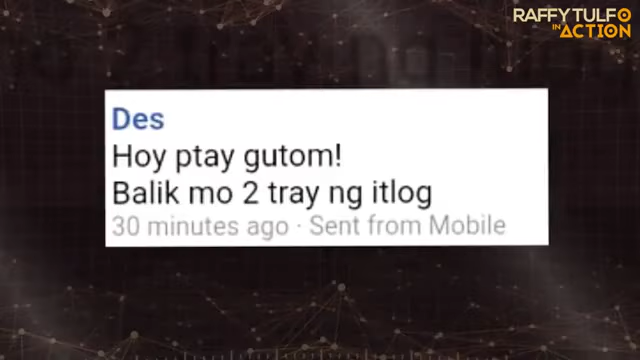 RAFFY TULFO
IN ACTION
Des
Hoy ptay gutom!
Balik mo 2 tray ng itlog
30 minutes ago · Sent from Mobile